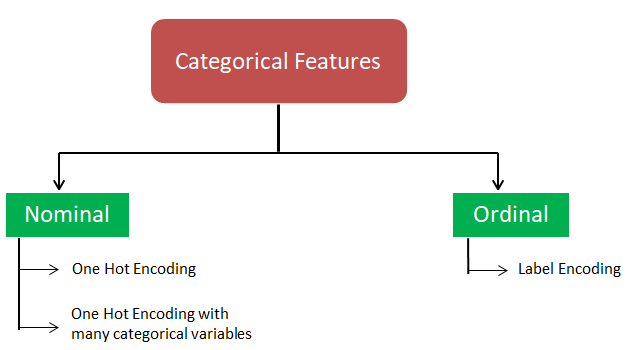 Categorical Features
Nominal
Ordinal
One Hot Encoding
Label Encoding
One Hot Encoding with
many categorical variables